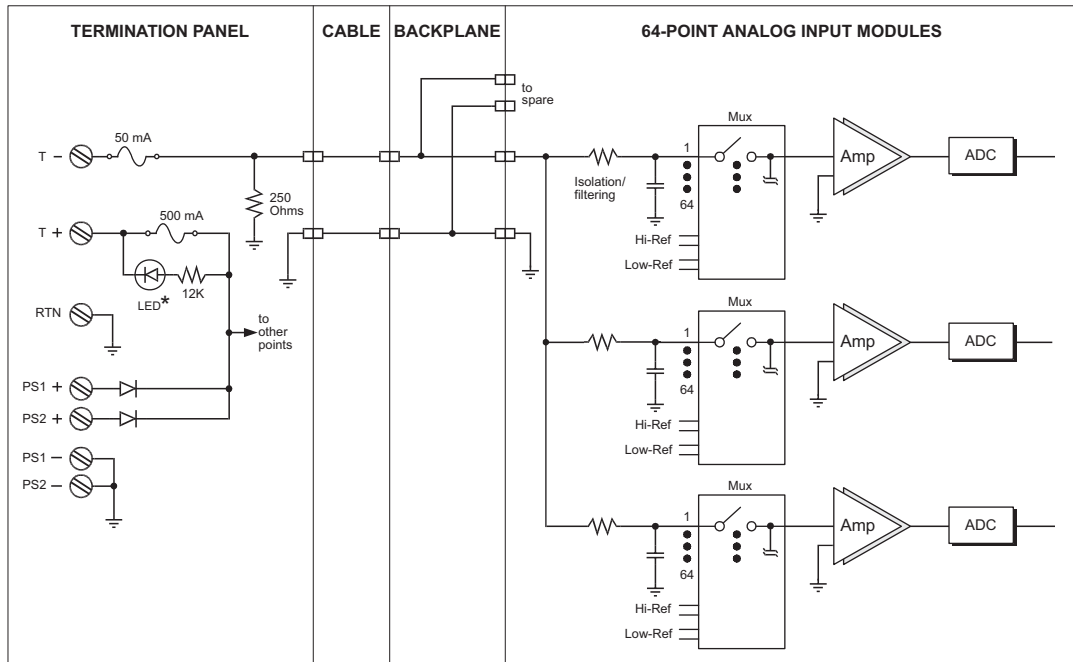 TERMINATION PANEL
CABLE
BACKPLANE
64-POINT ANALOG INPUT MODULES
to
spare
T –
50 mA
250
Ohms
T +
500 mA
LED*
12K
RTN
to
other
points
PS1 +
PS2 +
PS1 –
PS2 –
Isolation/
filtering
Mux
1
64
Hi-Ref
Low-Ref
Amp
ADC
Mux
1
64
Hi-Ref
Low-Ref
Amp
ADC
Mux
1
64
Hi-Ref
Low-Ref
Amp
ADC